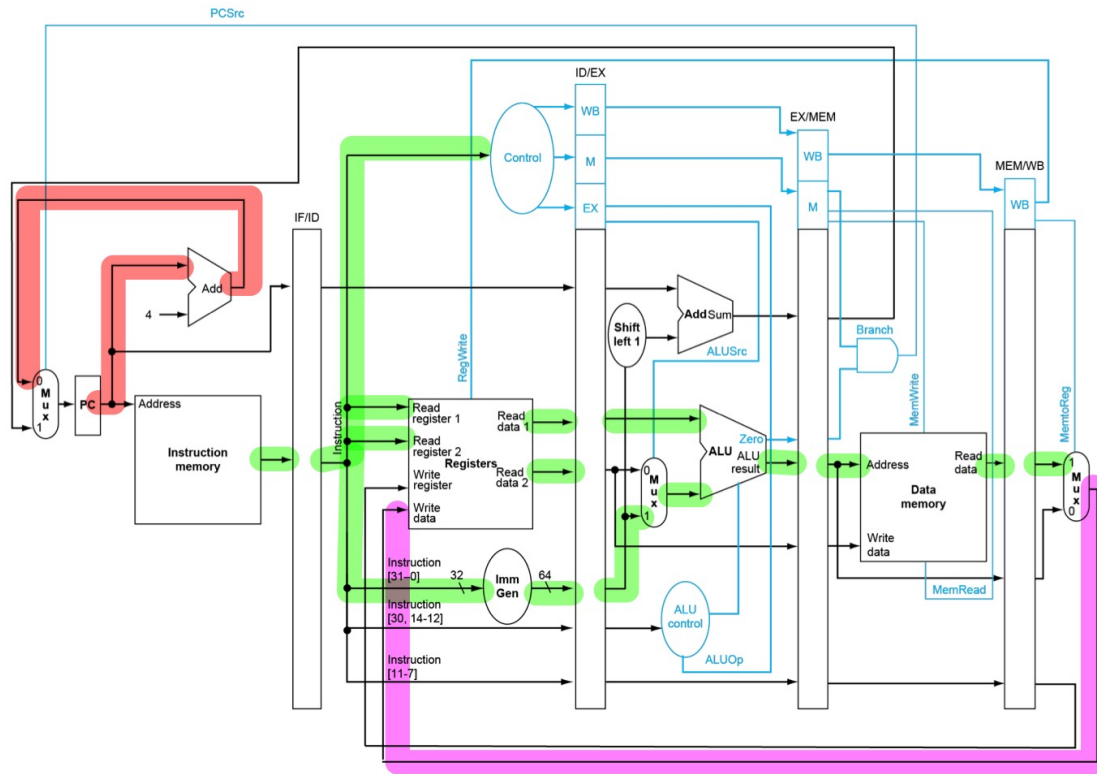 PCSrc
ID/EX
WB
M
EX
Control
EX/MEM
WB
M
MEM/WB
WB
IF/ID
Add
4
RegWrite
Shift
left 1
Add Sum
ALUSrc
Branch
0
M
u
x
1
PC
Address
Instruction
memory
Instruction
Read
register 1
Read
register 2
Write
register
Write
data
Registers
Read
data 1
Read
data 2
0
M
u
x
1
ALU
Zero
ALU
result
MemWrite
Address
Read
data
Data
memory
Write
data
MemtoReg
1
M
u
x
0
Instruction
[31–0]
32
Imm
Gen
64
Instruction
[30, 14-12]
ALU
control
MemRead
ALUOp
Instruction
[11-7]